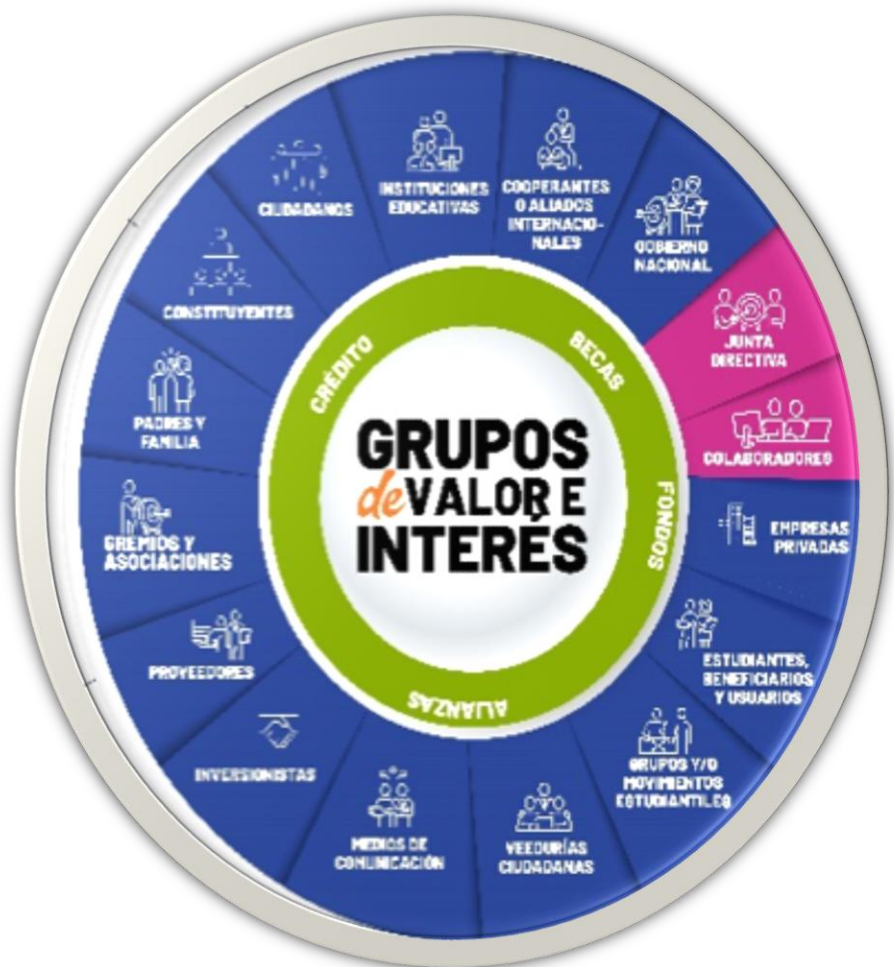 GRUPOS
de VALOR E
INTERÉS
CRÉDITO
BECAS
FONDOS
ALIANZAS
CIUDADANOS
INSTITUCIONES
EDUCATIVAS
COOPERANTES
O ALIADOS
INTERNACIO-
NALES
GOBIERNO
NACIONAL
JUNTA
DIRECTIVA
COLABORADORES
EMPRESAS
PRIVADAS
ESTUDIANTES,
BENEFICIARIOS
Y USUARIOS
GRUPOS Y/O
MOVIMIENTOS
ESTUDIANTILES
VEEDURÍAS
CIUDADANAS
MEDIOS DE
COMUNICACIÓN
INVERSIONISTAS
PROVEEDORES
GREMIOS Y
ASOCIACIONES
PADRES Y
FAMILIA
CONSTITUYENTES